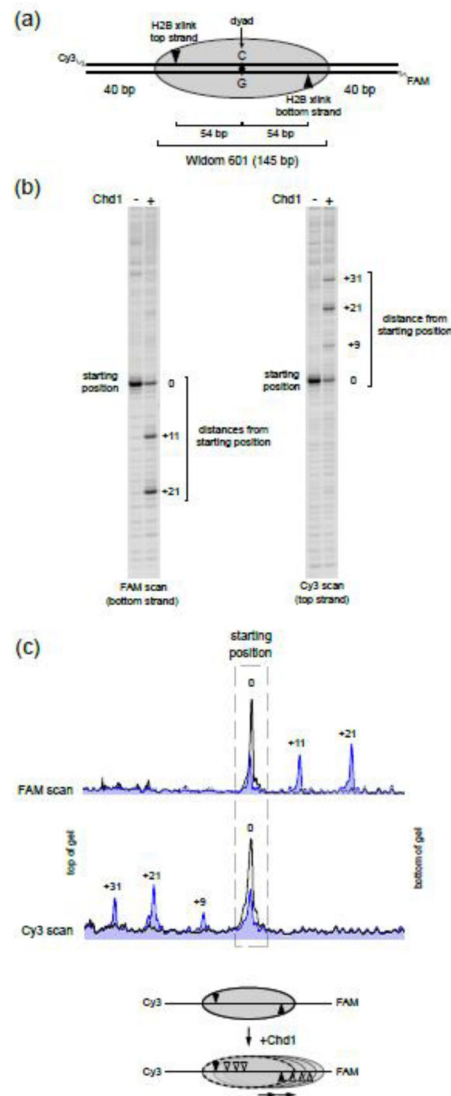 (a)
dyad
H2B xlink
top strand
Cy3
C
G
FAM
40 bp
40 bp
H2B xlink
bottom strand
54 bp
54 bp
Widom 601 (145 bp)
(b)
Chd1
- +
Chd1
- +
+31
+21
distance from
starting position
+9
starting
position
0
starting
position
0
+11
distances from
starting position
+21
FAM scan
(bottom strand)
Cy3 scan
(top strand)
(c)
starting
position
0
+11
+21
FAM scan
top of gel
bottom of gel
0
+31
+21
+9
Cy3 scan
Cy3
FAM
+Chd1
Cy3
FAM